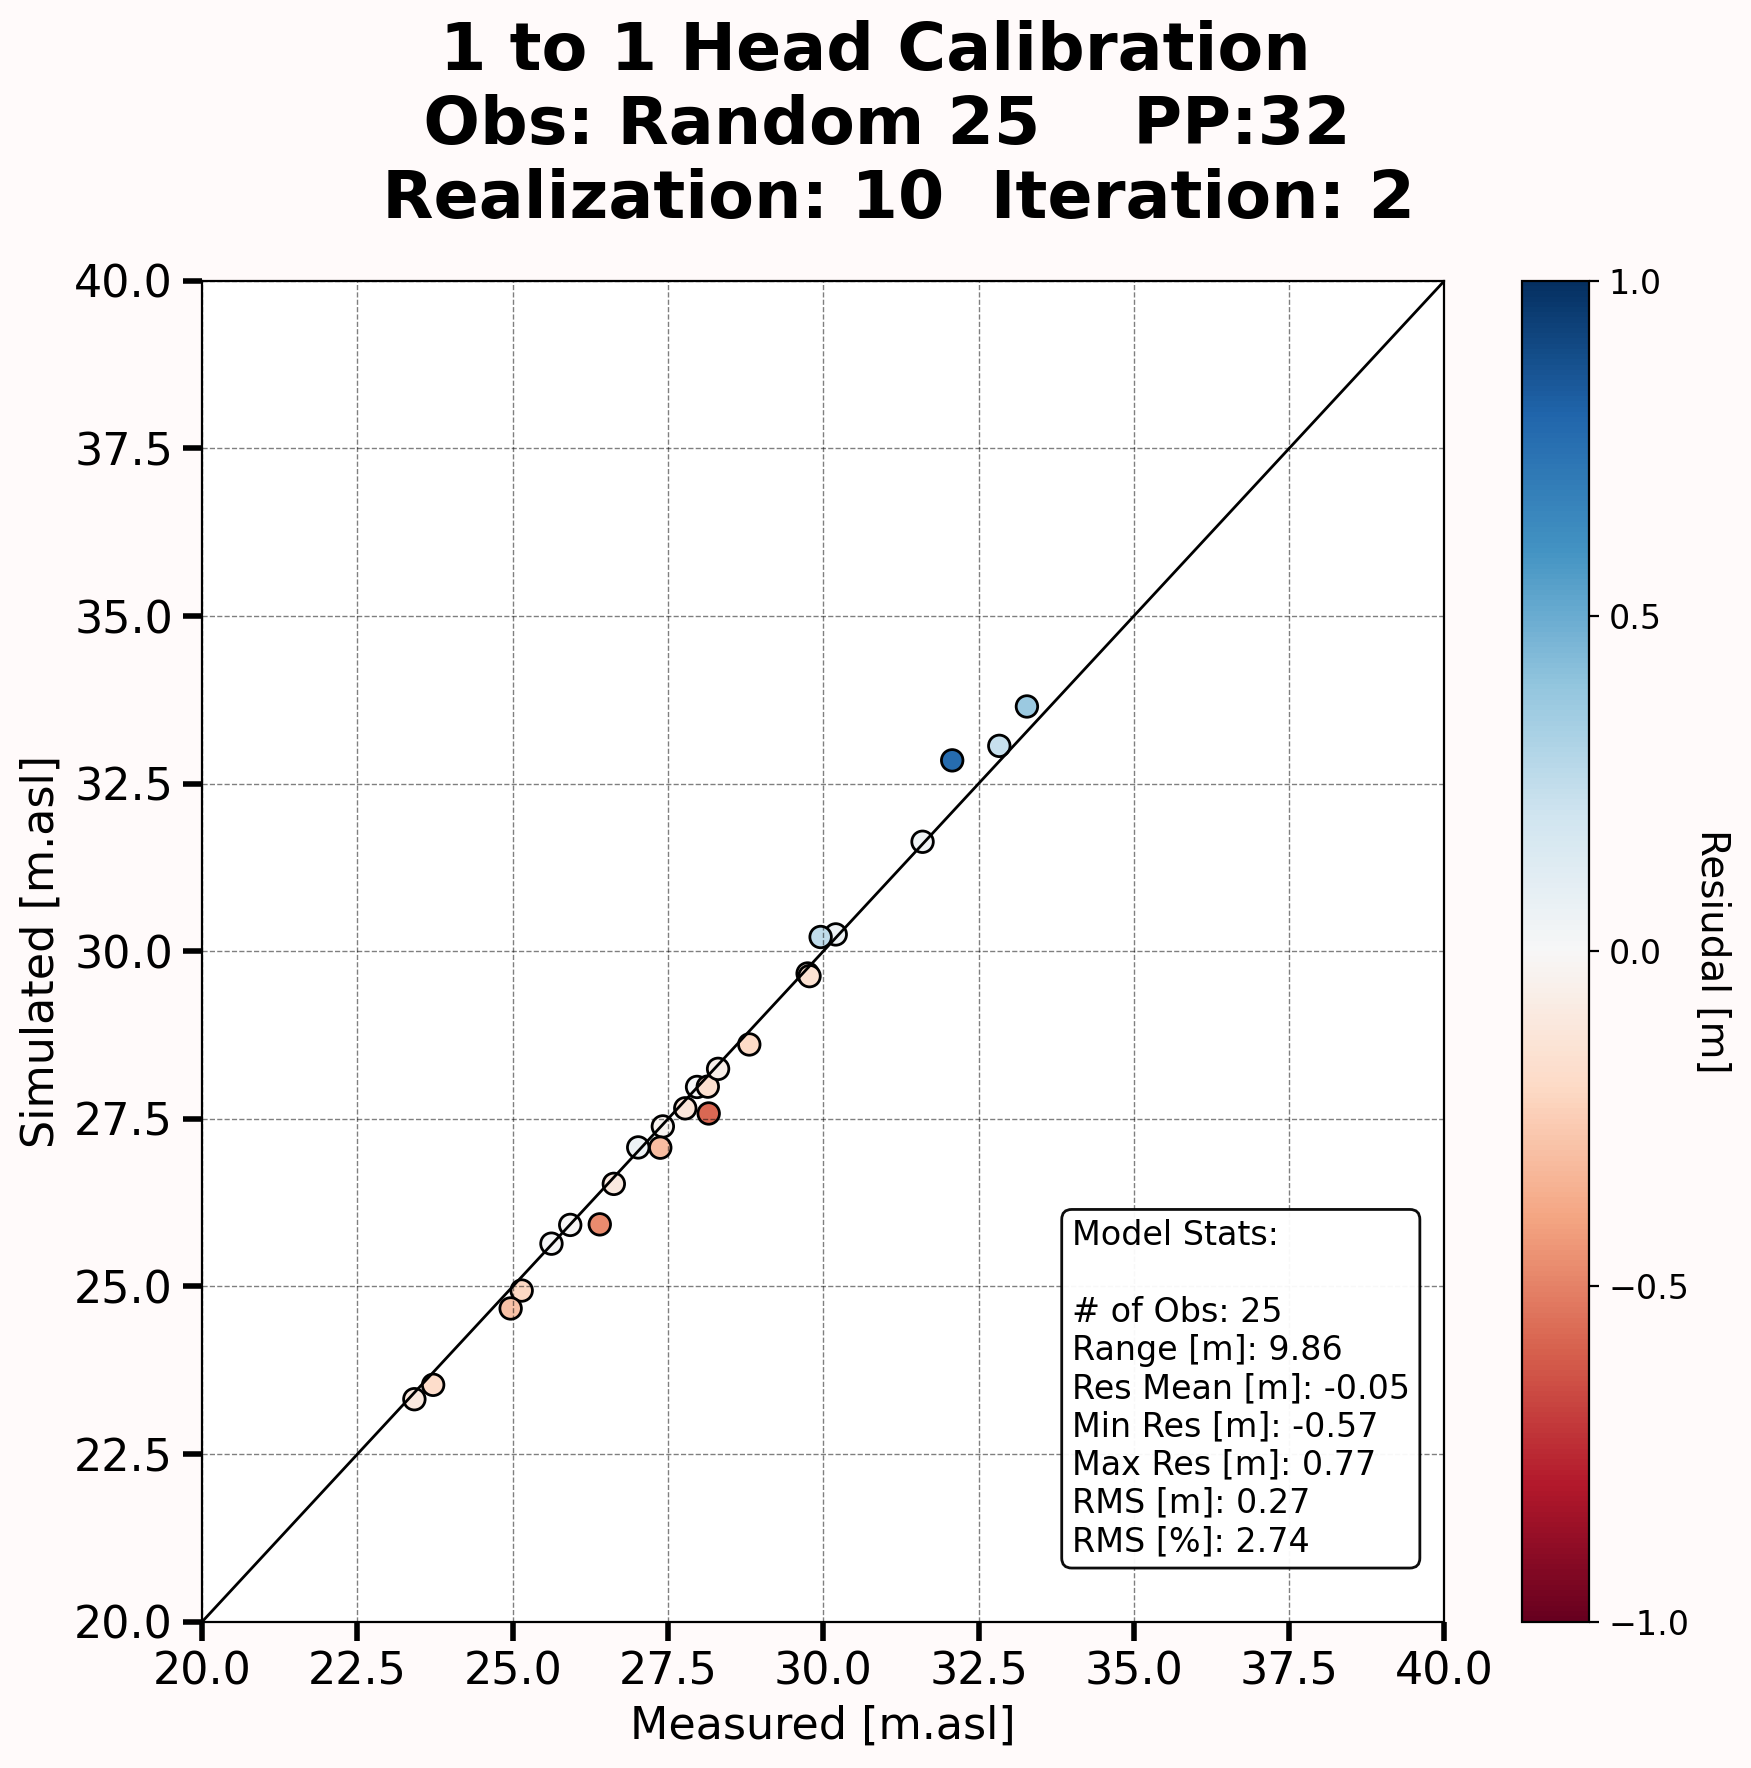 1 to 1 Head Calibration
Obs: Random 25    PP:32
Realization: 10  Iteration: 2
40.0
37.5
35.0
32.5
30.0
27.5
25.0
22.5
20.0
Simulated [m.asl]
20.0 22.5 25.0 27.5 30.0 32.5 35.0 37.5 40.0
Measured [m.asl]
Model Stats:
# of Obs: 25
Range [m]: 9.86
Res Mean [m]: -0.05
Min Res [m]: -0.57
Max Res [m]: 0.77
RMS [m]: 0.27
RMS [%]: 2.74
1.0
0.5
0.0
−0.5
−1.0
Resiudal [m]